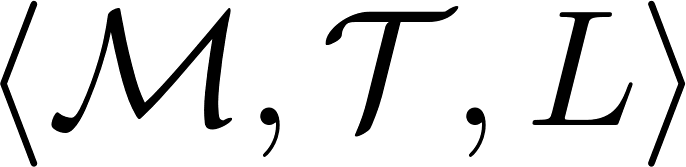 ⟨ℳ, 𝒯, L⟩